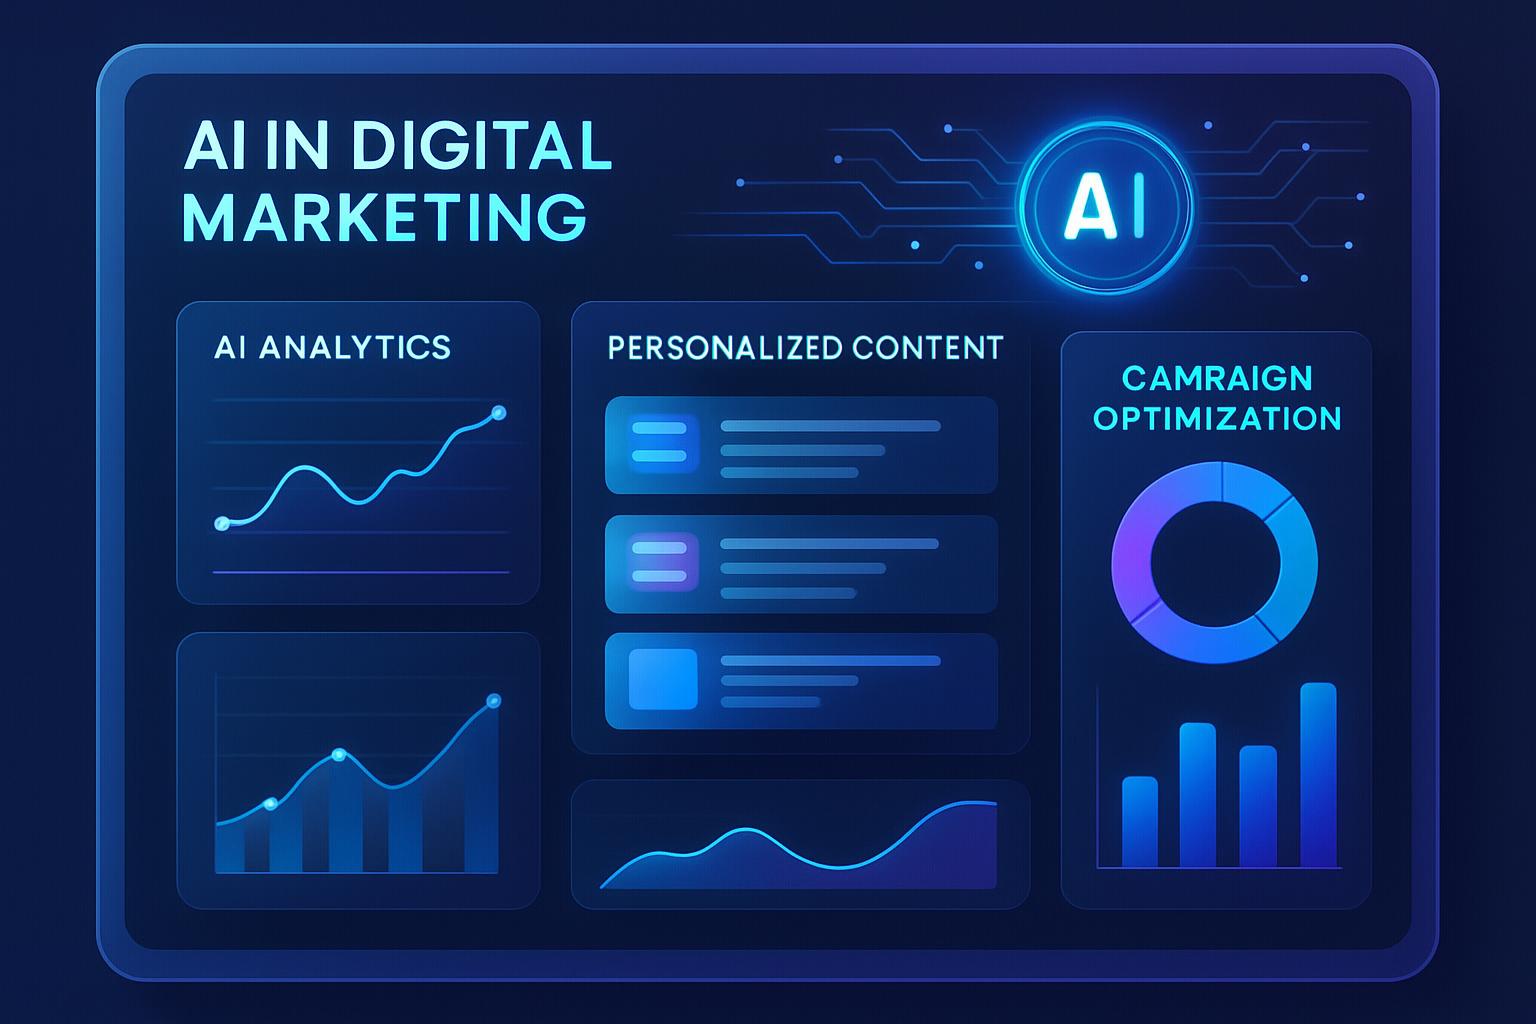 AI IN DIGITAL
MARKETING
AI
AI ANALYTICS
PERSONALIZED CONTENT
CAMRAIGN
OPTIMIZATION